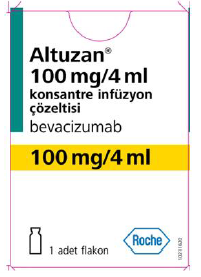 Altuzan®
100 mg/4 ml
konsantre infüzyon
çözeltisi
bevacizumab
100 mg/4 ml
1 adet flakon
Roche